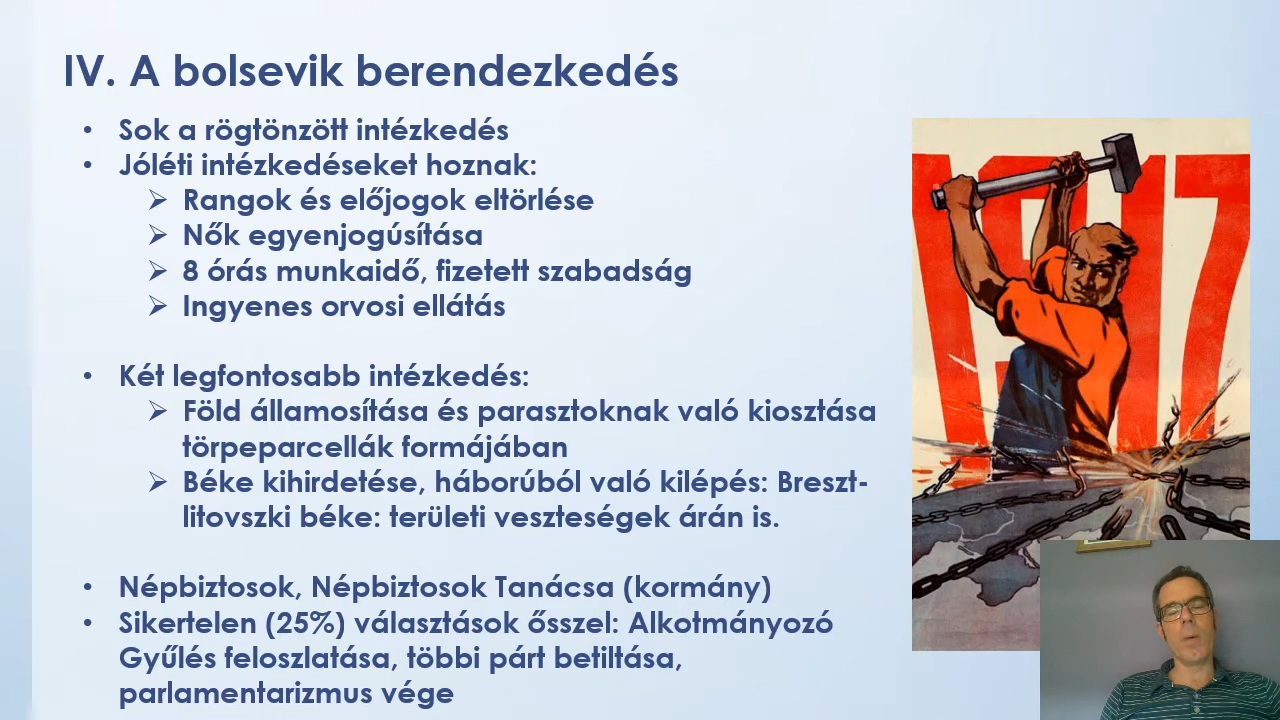 IV. A bolsevik berendezkedés
• Sok a rögtönzött intézkedés
• Jóléti intézkedéseket hoznak:
➢ Rangok és előjogok eltörlése
➢ Nők egyenjogúsítása
➢ 8 órás munkaidő, fizetett szabadság
➢ Ingyenes orvosi ellátás
• Két legfontosabb intézkedés:
➢ Föld államosítása és parasztoknak való kiosztása
törpeparcellák formájában
➢ Béke kihirdetése, háborúból való kilépés: Breszt-
litovszki béke: területi veszteségek árán is.
• Népbiztosok, Népbiztosok Tanácsa (kormány)
• Sikertelen (25%) választások ősszel: Alkotmányozó
Gyűlés feloszlatása, többi párt betiltása,
parlamentarizmus vége
1917